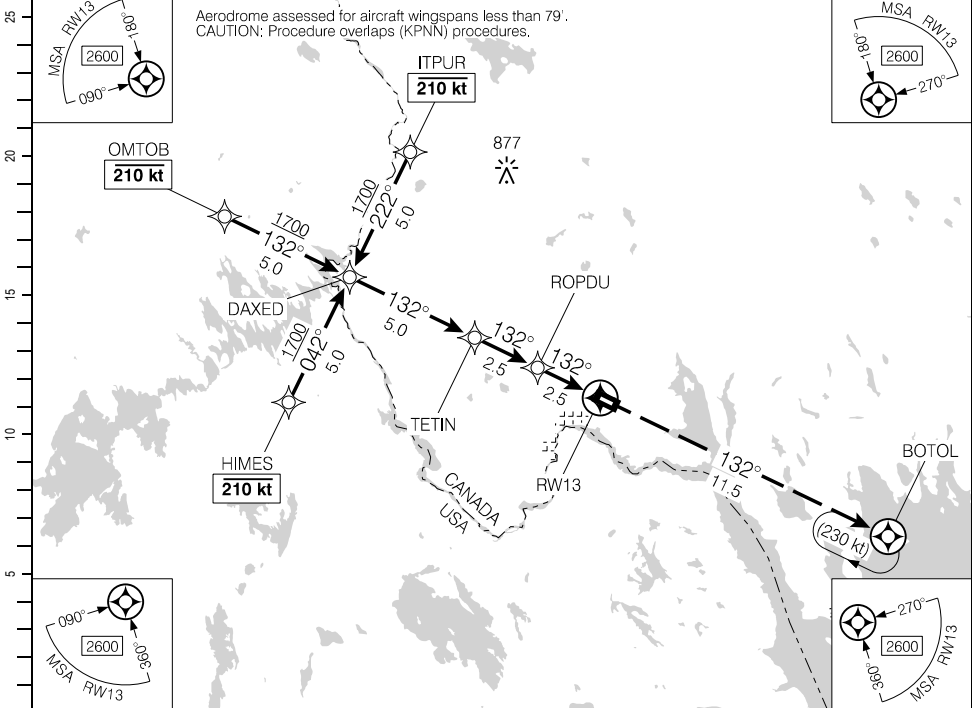 Aerodrome assessed for aircraft wingspans less than 79'.
CAUTION: Procedure overlaps (KPNN) procedures.
25
MSA RW13
180°
2600
090°
MSA RW13
180°
2600
270°
ITPUR
210 kt
877
20
OMTOB
210 kt
1700
222°
5.0
1700
132°
5.0
15
DAXED
132°
5.0
ROPDU
132°
2.5
132°
2.5
1700
042°
5.0
TETIN
10
HIMES
210 kt
RW13
CANADA
USA
132°
11.5
BOTOL
(230 kt)
5
090°
2600
360°
MSA RW13
270°
2600
360°
MSA RW13